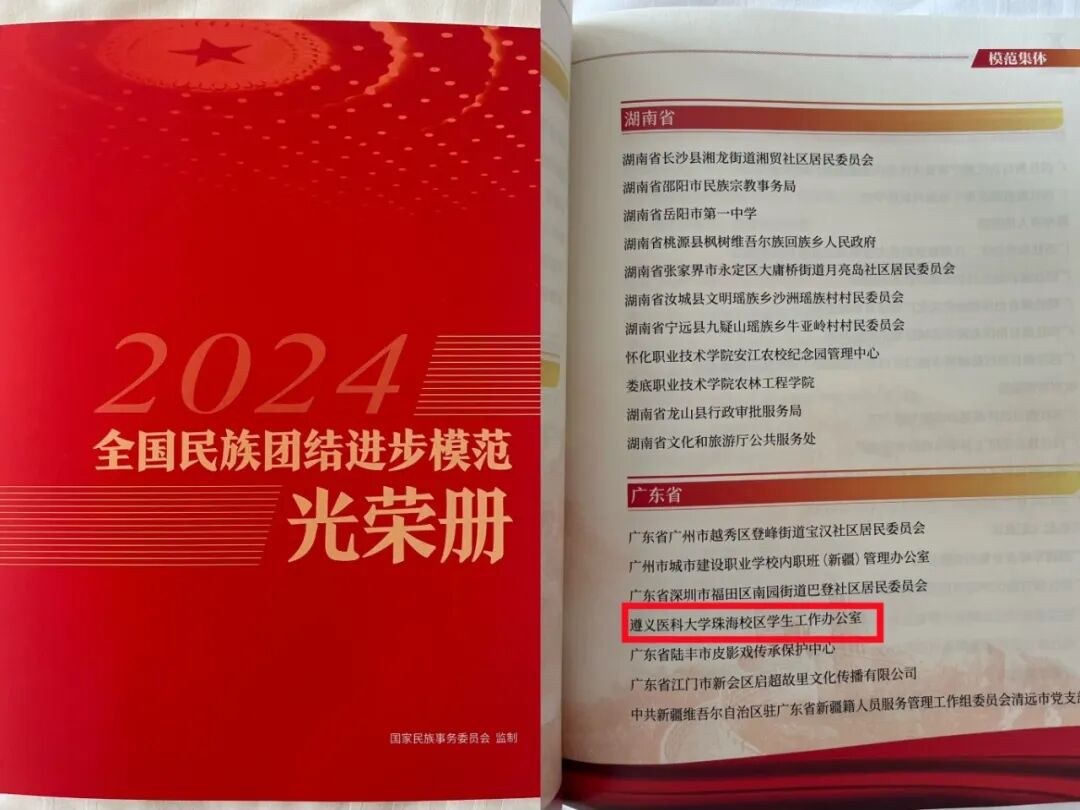 2024
全国民族团结进步模范
光荣册
国家民族事务委员会 监制
模范集体
湖南省
湖南省长沙县湘龙街道湘贸社区居民委员会
湖南省邵阳市民族宗教事务局
湖南省岳阳市第一中学
湖南省桃源县枫树维吾尔族回族乡人民政府
湖南省张家界市永定区大庸桥街道月亮岛社区居民委员会
湖南省汝城县文明瑶族乡沙洲瑶族村村民委员会
湖南省宁远县九疑山瑶族乡牛亚岭村村民委员会
怀化职业技术学院安江农校纪念园管理中心
娄底职业技术学院农林工程学院
湖南省龙山县行政审批服务局
湖南省文化和旅游厅公共服务处
广东省
广东省广州市越秀区登峰街道宝汉社区居民委员会
广州市城市建设职业学校内职班(新疆)管理办公室
广东省深圳市福田区南园街道巴登社区居民委员会
遵义医科大学珠海校区学生工作办公室
广东省陆丰市皮影戏传承保护中心
广东省江门市新会区启超故里文化传播有限公司
中共新疆维吾尔自治区驻广东省新疆籍人员服务管理工作组委员会清远市党支部